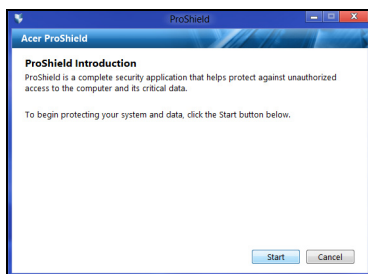 ProShield
Acer ProShield
ProShield Introduction
ProShield is a complete security application that helps protect against unauthorized
access to the computer and its critical data.
To begin protecting your system and data, click the Start button below.
Start Cancel